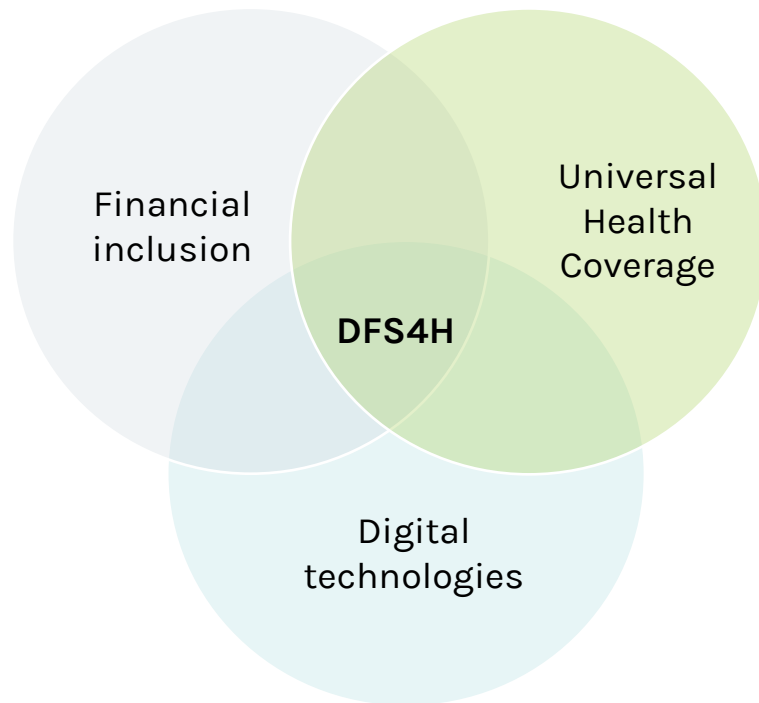 Financial
inclusion
Universal
Health
Coverage
DFS4H
Digital
technologies